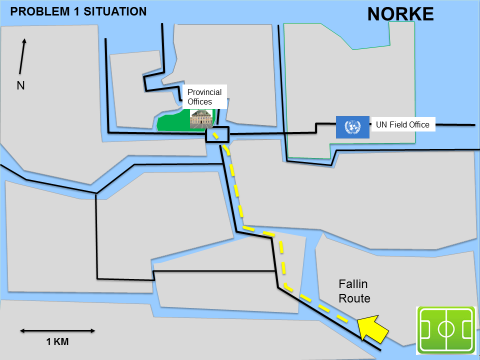 PROBLEM 1 SITUATION
NORKE
N
Provincial
Offices
UN Field Office
Fallin
Route
1 KM